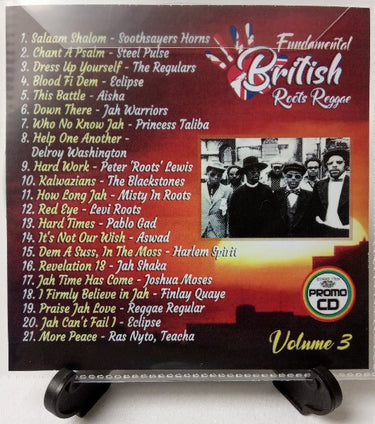 Fundamental
British
Roots Reggae
1. Salaam Shalom - Soothsayers Horns
2. Chant A Psalm - Steel Pulse
3. Dress Up Yourself - The Regulars
4. Blood Fi Dem - Eclipse
5. This Battle - Aisha
6. Down There - Jah Warriors
7. Who No Know Jah - Princess Taliba
8. Help One Another -
Delroy Washington
9. Hard Work - Peter 'Roots' Lewis
10. Kalwazians - The Blackstones
11. How Long Jah - Misty In Roots
12. Red Eye - Levi Roots
13. Hard Times - Pablo Gad
14. It's Not Our Wish - Aswad
15. Dem A Suss, In The Moss - Harlem Spirit
16. Revelation 18 - Jah Shaka
17. Jah Time Has Come - Joshua Moses
18. I Firmly Believe in Jah - Finlay Quaye
19. Praise Jah Love - Reggae Regular
20. Jah Can't Fail I - Eclipse
21. More Peace - Ras Nyto, Teacha
PROMO
CD
Volume 3